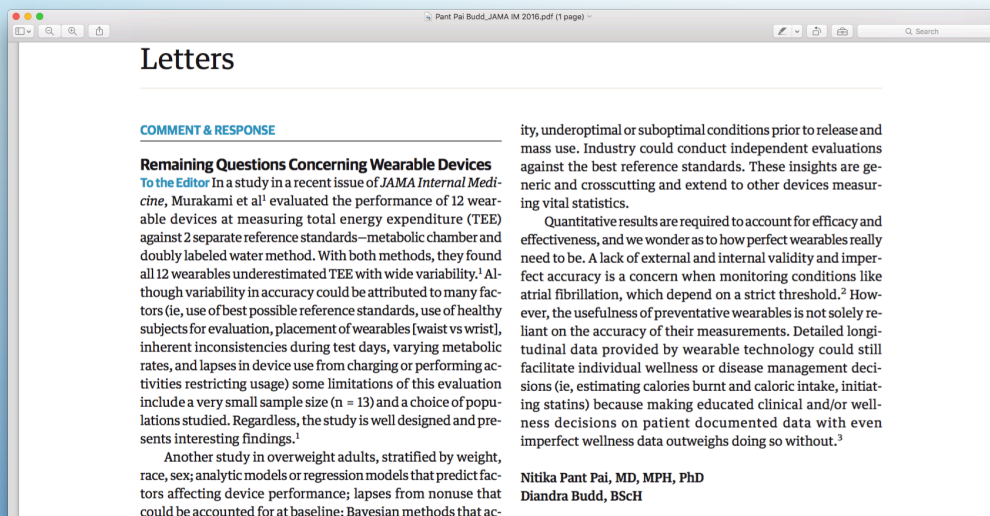 Pant Pai Budd_JAMA IM 2016.pdf (1 page)
Search
Letters
COMMENT & RESPONSE
Remaining Questions Concerning Wearable Devices
To the Editor In a study in a recent issue of JAMA Internal Medi-
cine, Murakami et al1 evaluated the performance of 12 wear-
able devices at measuring total energy expenditure (TEE)
against 2 separate reference standards—metabolic chamber and
doubly labeled water method. With both methods, they found
all 12 wearables underestimated TEE with wide variability.1 Al-
though variability in accuracy could be attributed to many fac-
tors (ie, use of best possible reference standards, use of healthy
subjects for evaluation, placement of wearables [waist vs wrist],
inherent inconsistencies during test days, varying metabolic
rates, and lapses in device use from charging or performing ac-
tivities restricting usage) some limitations of this evaluation
include a very small sample size (n = 13) and a choice of popu-
lations studied. Regardless, the study is well designed and pre-
sents interesting findings.1
Another study in overweight adults, stratified by weight,
race, sex; analytic models or regression models that predict fac-
tors affecting device performance; lapses from nonuse that
could be accounted for at baseline; Bayesian methods that ac-
ity, underoptimal or suboptimal conditions prior to release and
mass use. Industry could conduct independent evaluations
against the best reference standards. These insights are ge-
neric and crosscutting and extend to other devices measur-
ing vital statistics.
Quantitative results are required to account for efficacy and
effectiveness, and we wonder as to how perfect wearables really
need to be. A lack of external and internal validity and imper-
fect accuracy is a concern when monitoring conditions like
atrial fibrillation, which depend on a strict threshold.2 How-
ever, the usefulness of preventative wearables is not solely re-
liant on the accuracy of their measurements. Detailed longi-
tudinal data provided by wearable technology could still
facilitate individual wellness or disease management deci-
sions (ie, estimating calories burnt and caloric intake, initiat-
ing statins) because making educated clinical and/or well-
ness decisions on patient documented data with even
imperfect wellness data outweighs doing so without.3
Nitika Pant Pai, MD, MPH, PhD
Diandra Budd, BScH